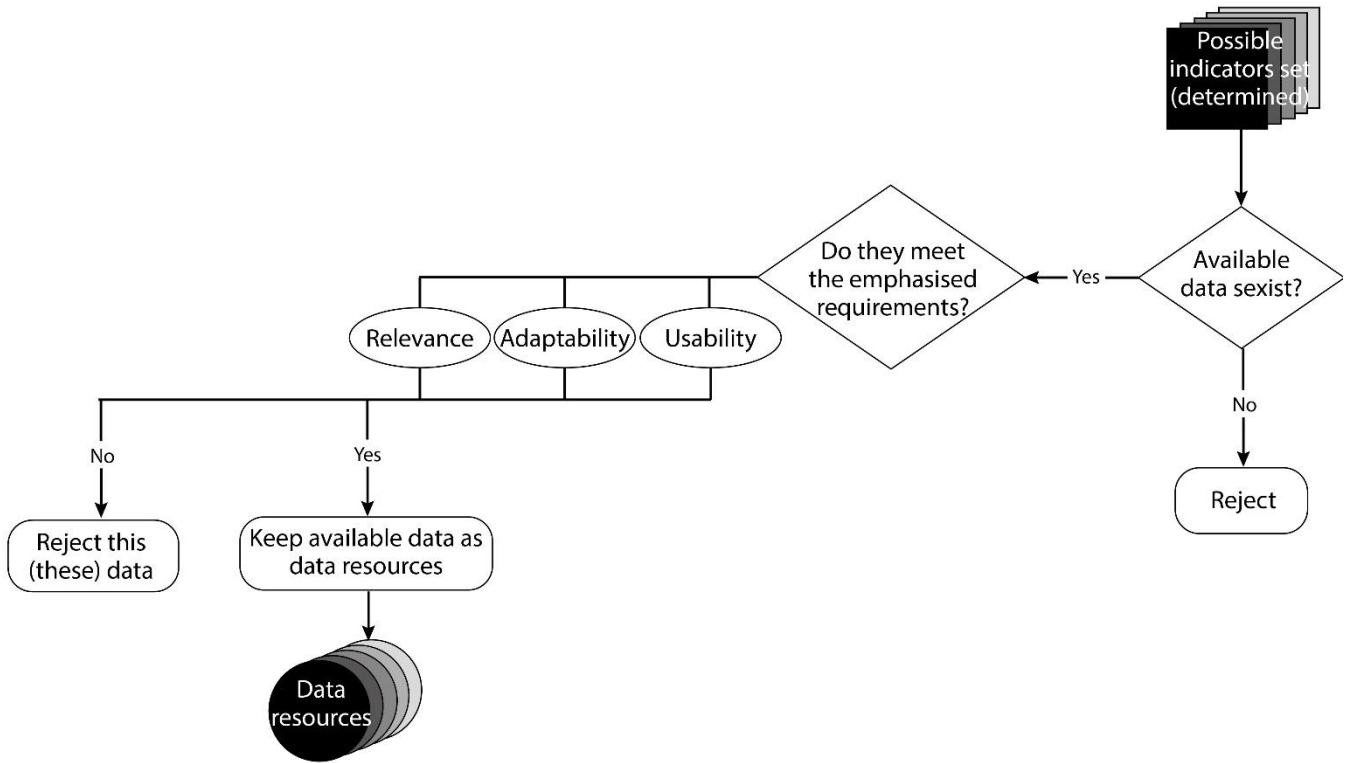 Possible
indicators set
(determined)
Available
data sexist?
Yes
No
Reject
Do they meet
the emphasised
requirements?
Relevance
Adaptability
Usability
No
Yes
Reject this
(these) data
Keep available data as
data resources
Data
resources